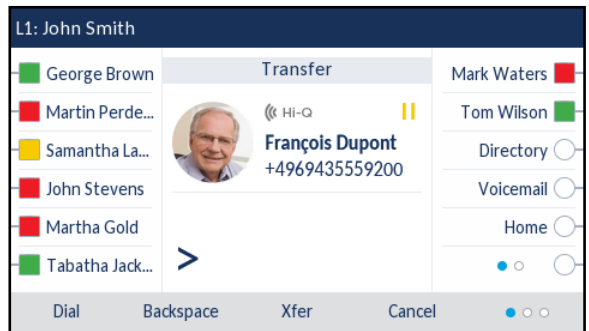 L1: John Smith
Transfer
George Brown
Martin Perde...
Samantha La...
John Stevens
Martha Gold
Tabatha Jack...
Hi-Q
François Dupont
+4969435559200
>
Mark Waters
Tom Wilson
Directory
Voicemail
Home
Dial Backspace Xfer Cancel